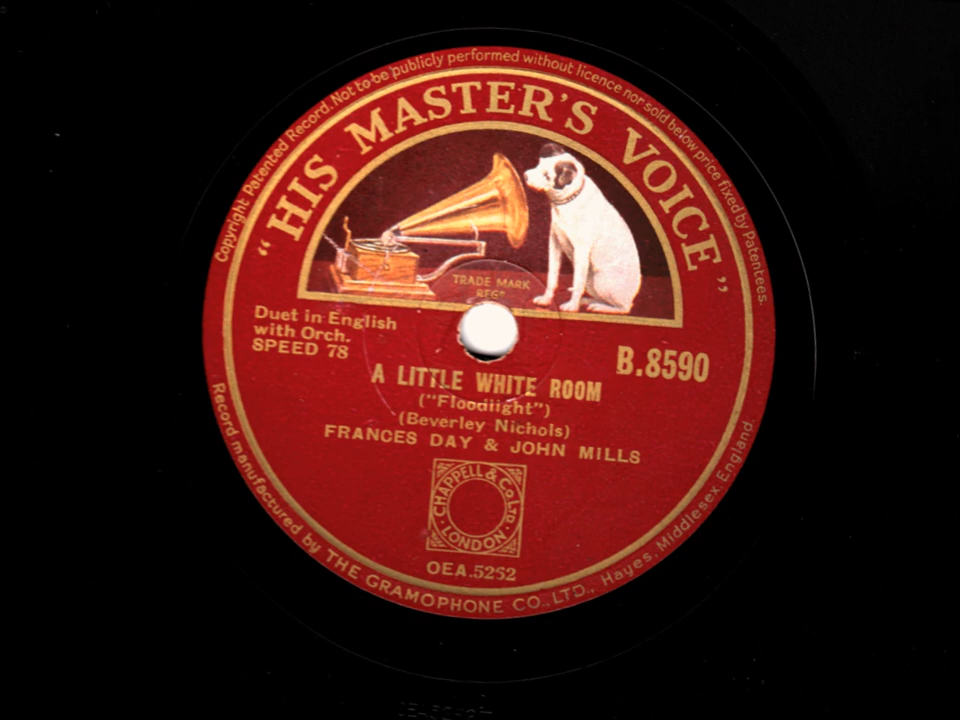 Copyright Patented Record. Not to be publicly performed without licence nor sold below price fixed by Patentees.
"HIS MASTER'S VOICE"
TRADE MARK
REGD
Duet in English
with Orch.
SPEED 78
B.8590
A LITTLE WHITE ROOM
("Floodlight")
(Beverley Nichols)
FRANCES DAY & JOHN MILLS
CHAPPELL & CO LTD
· LONDON ·
OEA.5252
Record manufactured by THE GRAMOPHONE CO., LTD., Hayes, Middlesex, England.